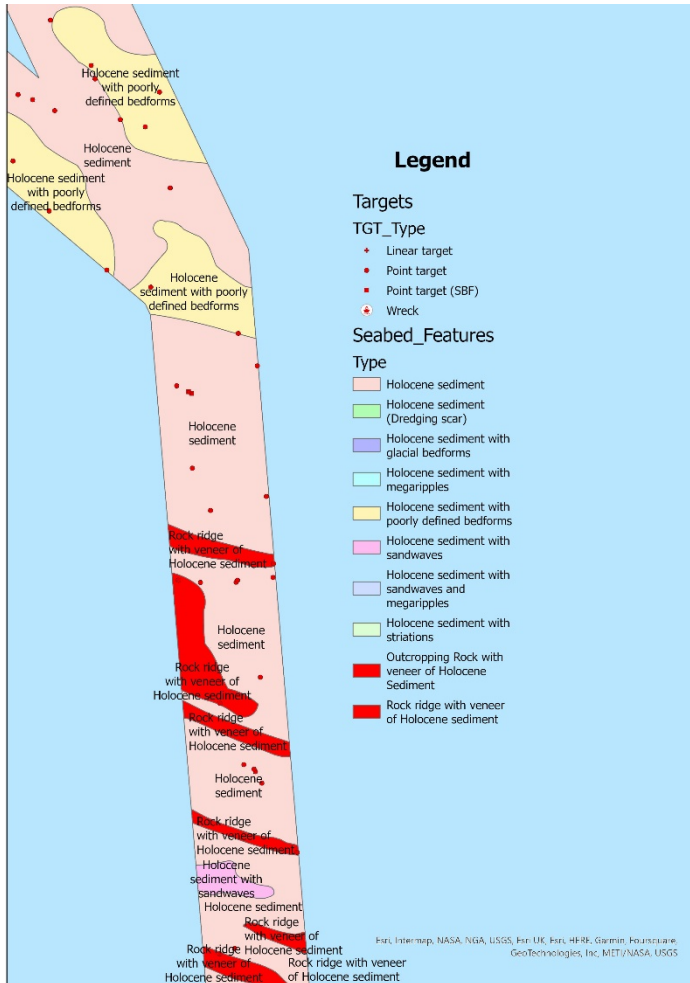 Holocene sediment
with poorly
defined bedforms
Holocene
sediment
Holocene sediment
with poorly
defined bedforms
Holocene
sediment with poorly
defined bedforms
Holocene
sediment
Rock ridge
with veneer of
Holocene sediment
Holocene
sediment
Rock ridge
with veneer of
Holocene sediment
Rock ridge
with veneer of
Holocene sediment
Holocene
sediment
Rock ridge
with veneer of
Holocene sediment
Holocene
sediment with
sandwaves
Holocene sediment
Rock ridge
with veneer of
Holocene sediment
Rock ridge
with veneer of
Holocene sediment
Rock ridge with veneer
of Holocene sediment
Legend
Targets
TGT_Type
Linear target
Point target
Point target (SBF)
Wreck
Seabed_Features
Type
Holocene sediment
Holocene sediment
(Dredging scar)
Holocene sediment with
glacial bedforms
Holocene sediment with
megaripples
Holocene sediment with
poorly defined bedforms
Holocene sediment with
sandwaves
Holocene sediment with
sandwaves and
megaripples
Holocene sediment with
striations
Outcropping Rock with
veneer of Holocene
Sediment
Rock ridge with veneer
of Holocene sediment
Esri, Intermap, NASA, NGA, USGS, Esri UK, Esri, HERE, Garmin, Foursquare,
GeoTechnologies, Inc, METI/NASA, USGS